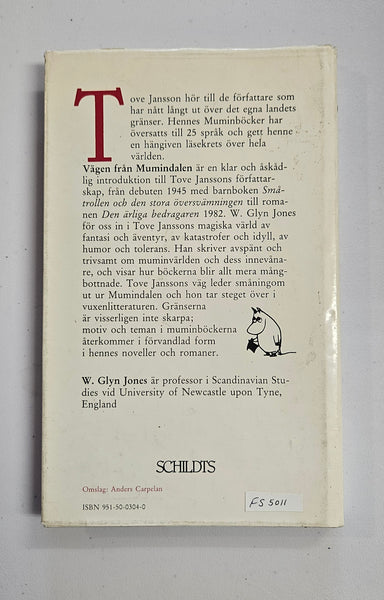 Tove Jansson hör till de författare som
har nått långt ut över det egna landets
gränser. Hennes Muminböcker har
översatts till 25 språk och gett henne
en hängiven läsekrets över hela
världen.
Vägen från Mumindalen är en klar och åskåd-
lig introduktion till Tove Janssons författar-
skap, från debuten 1945 med barnboken Små-
trollen och den stora översvämningen till roma-
nen Den ärliga bedragaren 1982. W. Glyn Jones
för oss in i Tove Janssons magiska värld av
fantasi och äventyr, av katastrofer och idyll, av
humor och tolerans. Han skriver avspänt och
trivsamt om muminvärlden och dess innevåna-
re, och visar hur böckerna blir allt mera mång-
bottnade. Tove Janssons väg leder småningom
ut ur Mumindalen och hon tar steget över i
vuxenlitteraturen. Gränserna
är visserligen inte skarpa;
motiv och teman i muminböckerna
återkommer i förvandlad form
i hennes noveller och romaner.
W. Glyn Jones är professor i Scandinavian Stu-
dies vid University of Newcastle upon Tyne,
England
SCHILDTS
Omslag: Anders Carpelan
ISBN 951-50-0304-0
FS 5011